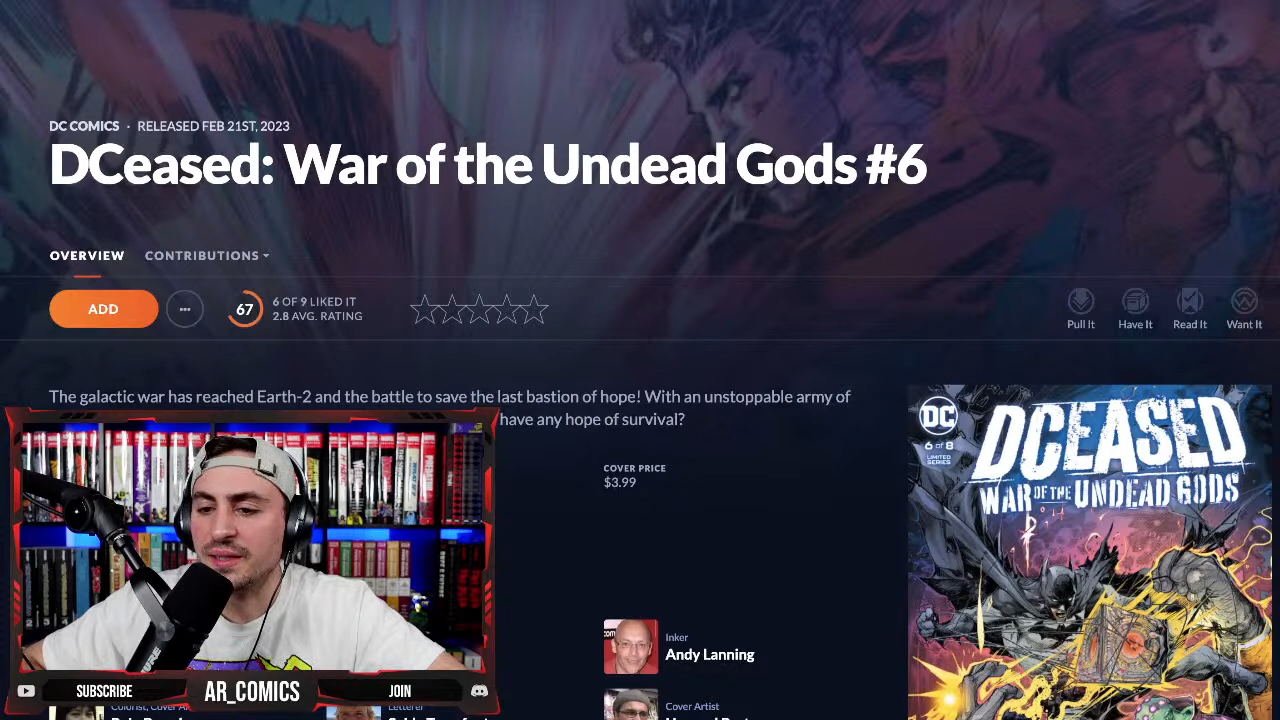 DC COMICS · RELEASED FEB 21ST, 2023
DCeased: War of the Undead Gods #6
OVERVIEW CONTRIBUTIONS
ADD
67
6 OF 9 LIKED IT
2.8 AVG. RATING
Pull It Have It Read It Want It
The galactic war has reached Earth-2 and the battle to save the last bastion of hope! With an unstoppable army of
have any hope of survival?
COVER PRICE
$3.99
Inker
Andy Lanning
Cover Artist
DC
6 of 8
LIMITED
SERIES
DCEASED
WAR OF THE UNDEAD GODS
SUBSCRIBE AR_COMICS JOIN
Letterer